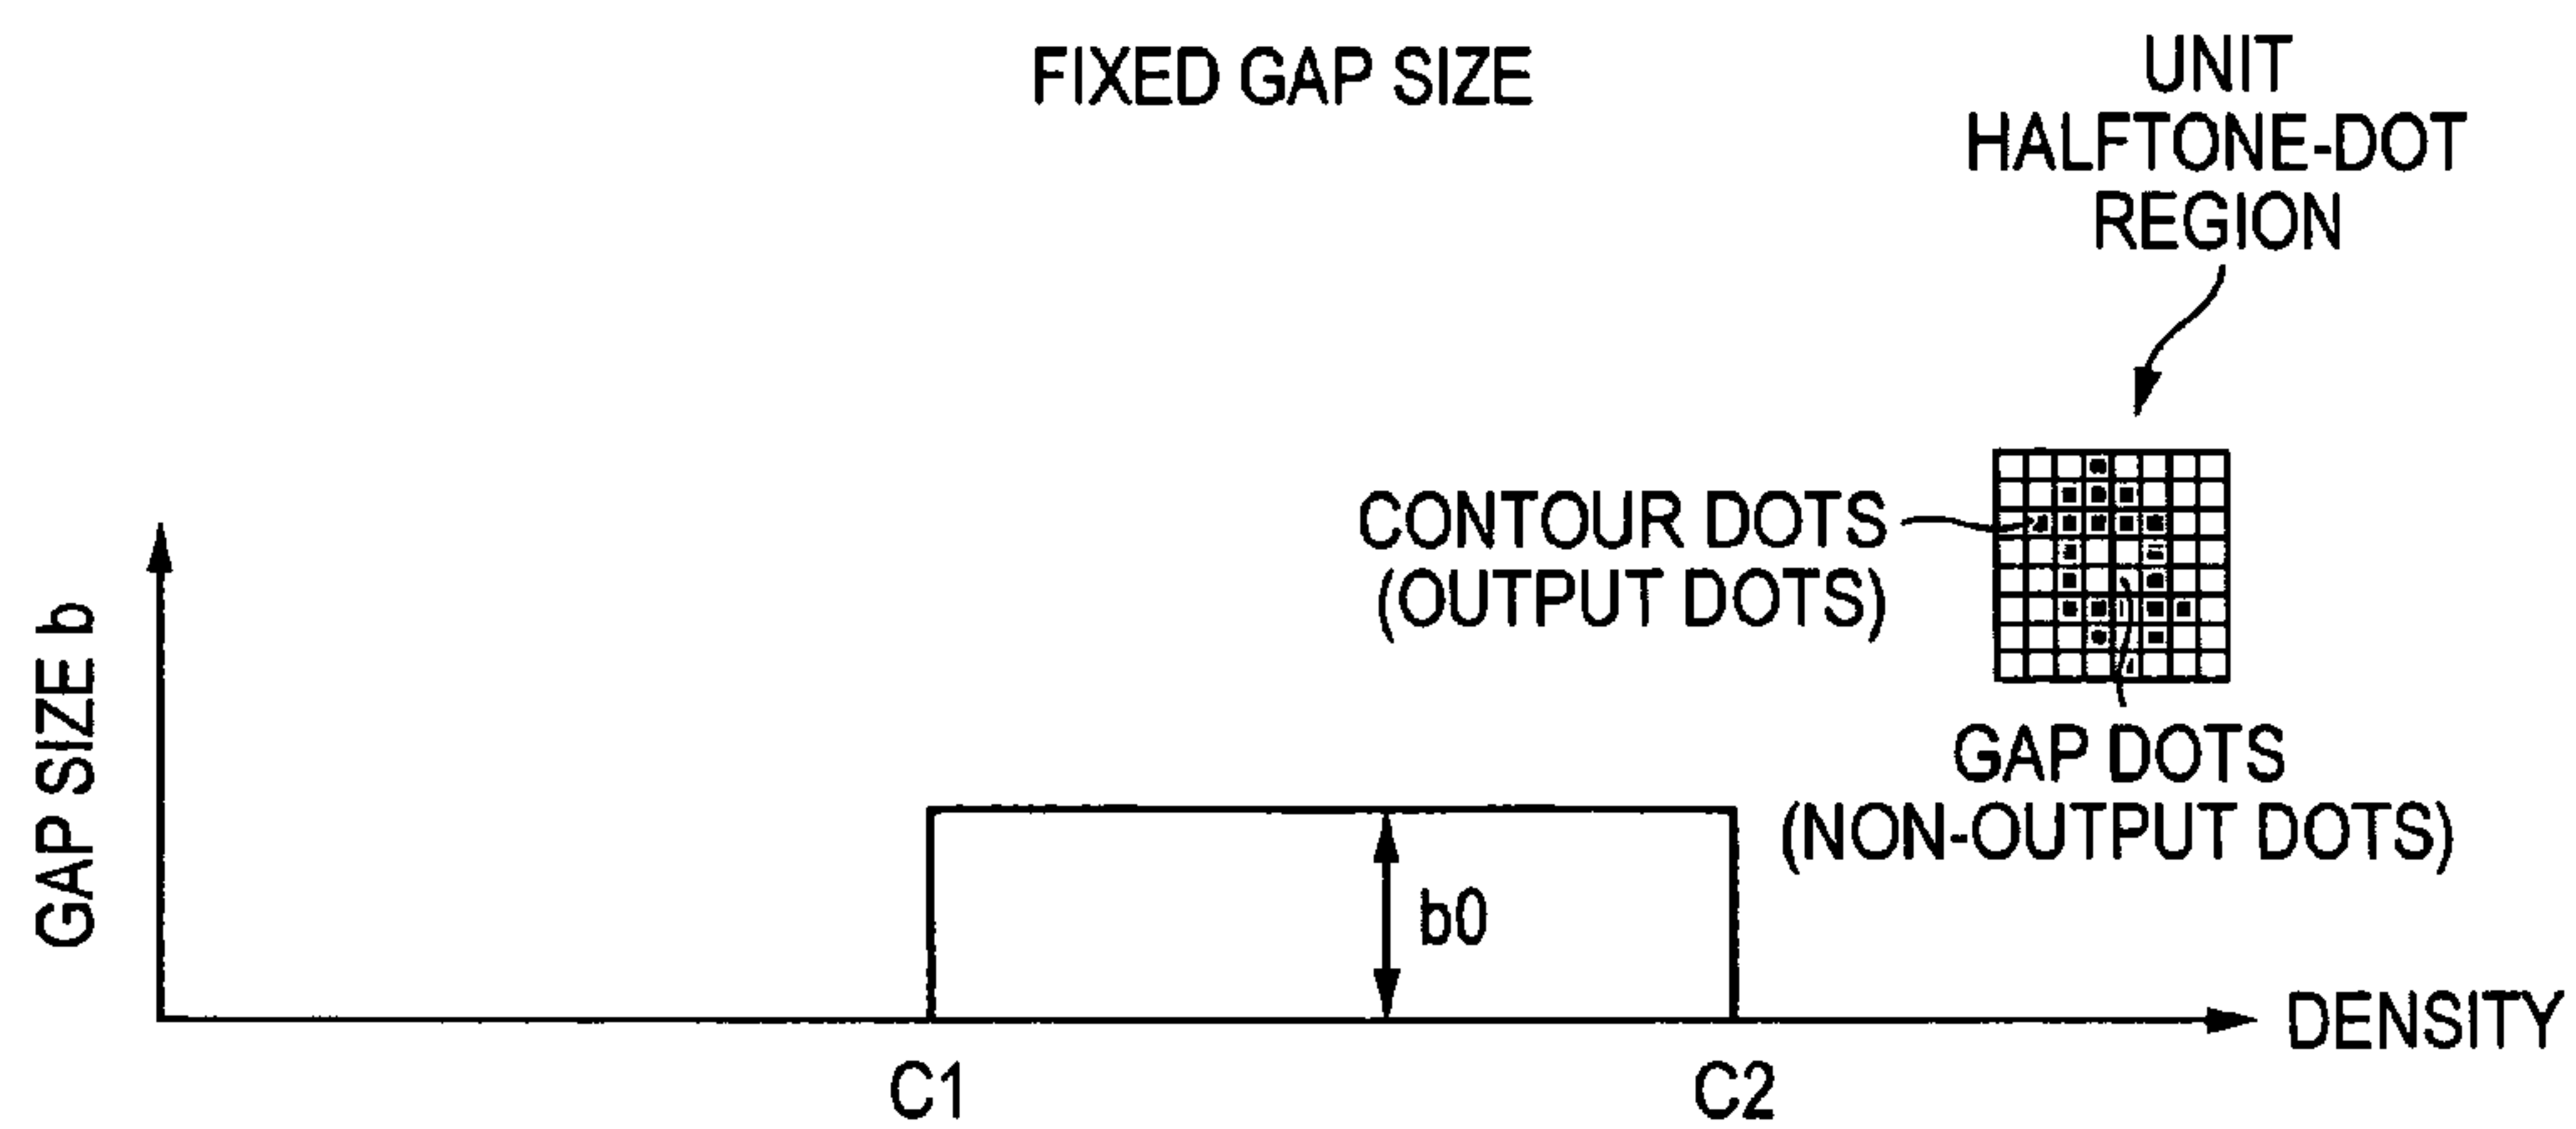 FIXED GAP SIZE
UNIT
HALFTONE-DOT
REGION
CONTOUR DOTS
(OUTPUT DOTS)
GAP DOTS
(NON-OUTPUT DOTS)
GAP SIZE b
b0
DENSITY
C1
C2